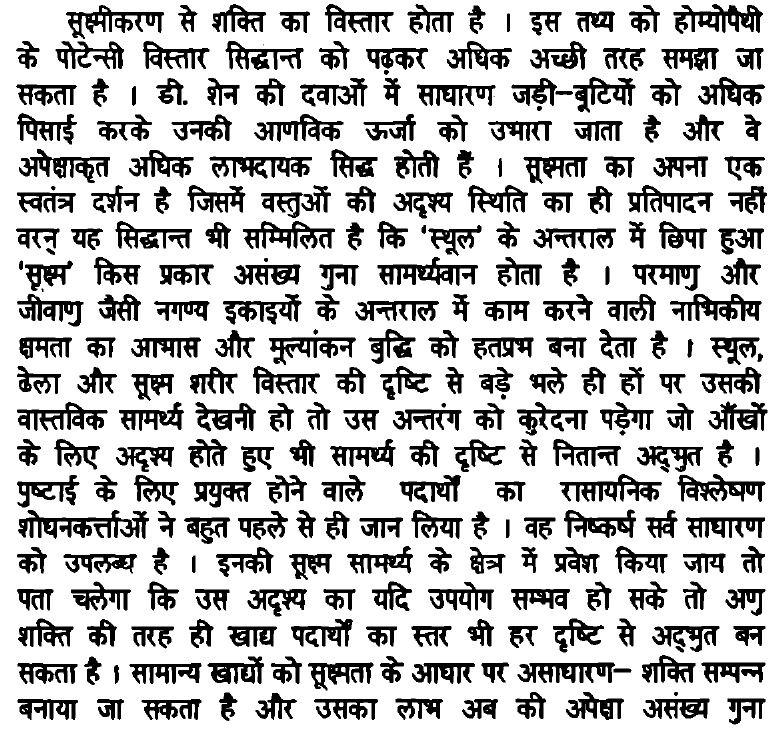 सूक्ष्मीकरण से शक्ति का विस्तार होता है । इस तथ्य को होम्योपैथी
के पोटेन्सी विस्तार सिद्धान्त को पढ़कर अधिक अच्छी तरह समझा जा
सकता है । डी. शेन की दवाओं में साधारण जड़ी-बूटियों को अधिक
पिसाई करके उनकी आणविक ऊर्जा को उभारा जाता है और वे
अपेक्षाकृत अधिक लाभदायक सिद्ध होती हैं । सूक्ष्मता का अपना एक
स्वतंत्र दर्शन है जिसमें वस्तुओं की अदृश्य स्थिति का ही प्रतिपादन नहीं
वरन् यह सिद्धान्त भी सम्मिलित है कि ‘स्थूल’ के अन्तराल में छिपा हुआ
‘सूक्ष्म’ किस प्रकार असंख्य गुना सामर्थ्यवान होता है । परमाणु और
जीवाणु जैसी नगण्य इकाइयों के अन्तराल में काम करने वाली नाभिकीय
क्षमता का आभास और मूल्यांकन बुद्धि को हतप्रभ बना देता है । स्थूल,
ढेला और सूक्ष्म शरीर विस्तार की दृष्टि से बड़े भले ही हों पर उसकी
वास्तविक सामर्थ्य देखनी हो तो उस अन्तरंग को कुरेदना पड़ेगा जो आँखों
के लिए अदृश्य होते हुए भी सामर्थ्य की दृष्टि से नितान्त अद्भुत है ।
पुष्टाई के लिए प्रयुक्त होने वाले पदार्थों का रासायनिक विश्लेषण
शोधनकर्त्ताओं ने बहुत पहले से ही जान लिया है । वह निष्कर्ष सर्व साधारण
को उपलब्ध है । इनकी सूक्ष्म सामर्थ्य के क्षेत्र में प्रवेश किया जाय तो
पता चलेगा कि उस अदृश्य का यदि उपयोग सम्भव हो सके तो अणु
शक्ति की तरह ही खाद्य पदार्थों का स्तर भी हर दृष्टि से अद्भुत बन
सकता है । सामान्य खाद्यों को सूक्ष्मता के आधार पर असाधारण- शक्ति सम्पन्न
बनाया जा सकता है और उसका लाभ अब की अपेक्षा असंख्य गुना